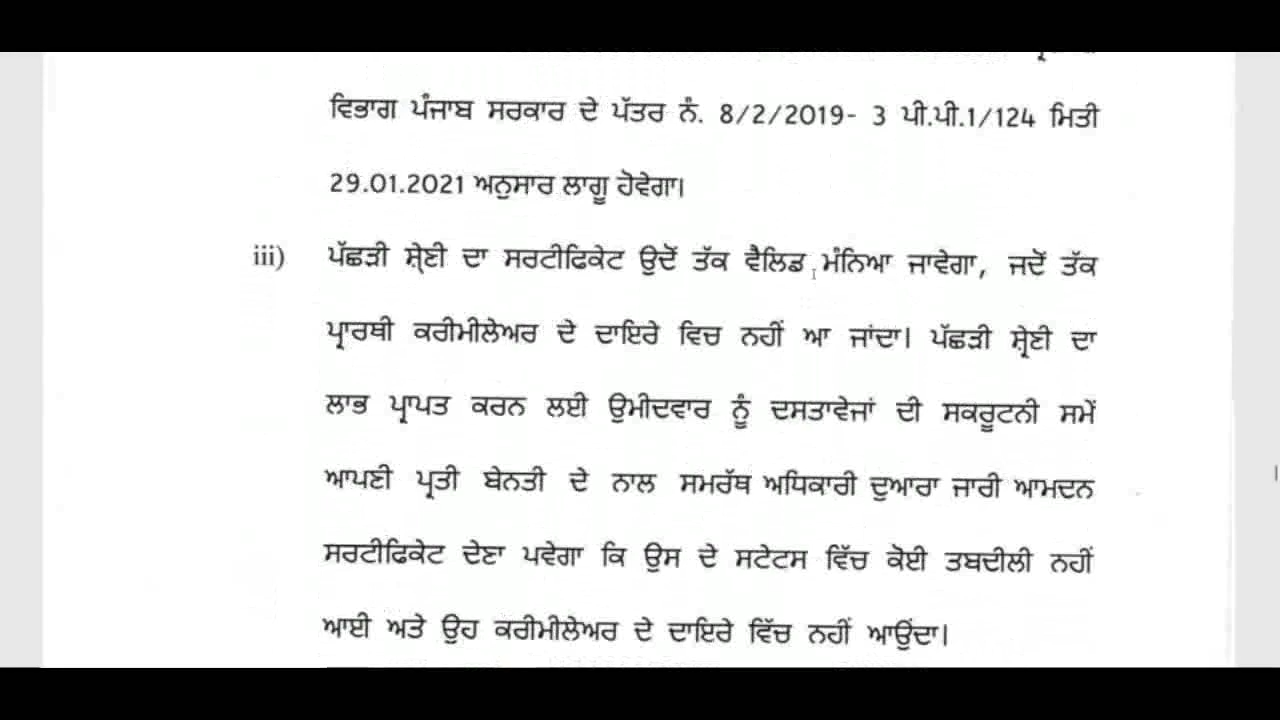 ਵਿਭਾਗ ਪੰਜਾਬ ਸਰਕਾਰ ਦੇ ਪੱਤਰ ਨੰ. 8/2/2019- 3 ਪੀ.ਪੀ.1/124 ਮਿਤੀ
29.01.2021 ਅਨੁਸਾਰ ਲਾਗੂ ਹੋਵੇਗਾ।
iii) ਪੱਛੜੀ ਸ਼੍ਰੇਣੀ ਦਾ ਸਰਟੀਫਿਕੇਟ ਉਦੋਂ ਤੱਕ ਵੈਲਿਡ ਮੰਨਿਆ ਜਾਵੇਗਾ, ਜਦੋਂ ਤੱਕ
ਪ੍ਰਾਰਥੀ ਕਰੀਮੀਲੇਅਰ ਦੇ ਦਾਇਰੇ ਵਿਚ ਨਹੀਂ ਆ ਜਾਂਦਾ। ਪੱਛੜੀ ਸ਼੍ਰੇਣੀ ਦਾ
ਲਾਭ ਪ੍ਰਾਪਤ ਕਰਨ ਲਈ ਉਮੀਦਵਾਰ ਨੂੰ ਦਸਤਾਵੇਜਾਂ ਦੀ ਸਕਰੂਟਨੀ ਸਮੇਂ
ਆਪਣੀ ਪ੍ਰਤੀ ਬੇਨਤੀ ਦੇ ਨਾਲ ਸਮਰੱਥ ਅਧਿਕਾਰੀ ਦੁਆਰਾ ਜਾਰੀ ਆਮਦਨ
ਸਰਟੀਫਿਕੇਟ ਦੇਣਾ ਪਵੇਗਾ ਕਿ ਉਸ ਦੇ ਸਟੇਟਸ ਵਿੱਚ ਕੋਈ ਤਬਦੀਲੀ ਨਹੀਂ
ਆਈ ਅਤੇ ਉਹ ਕਰੀਮੀਲੇਅਰ ਦੇ ਦਾਇਰੇ ਵਿੱਚ ਨਹੀਂ ਆਉਂਦਾ।